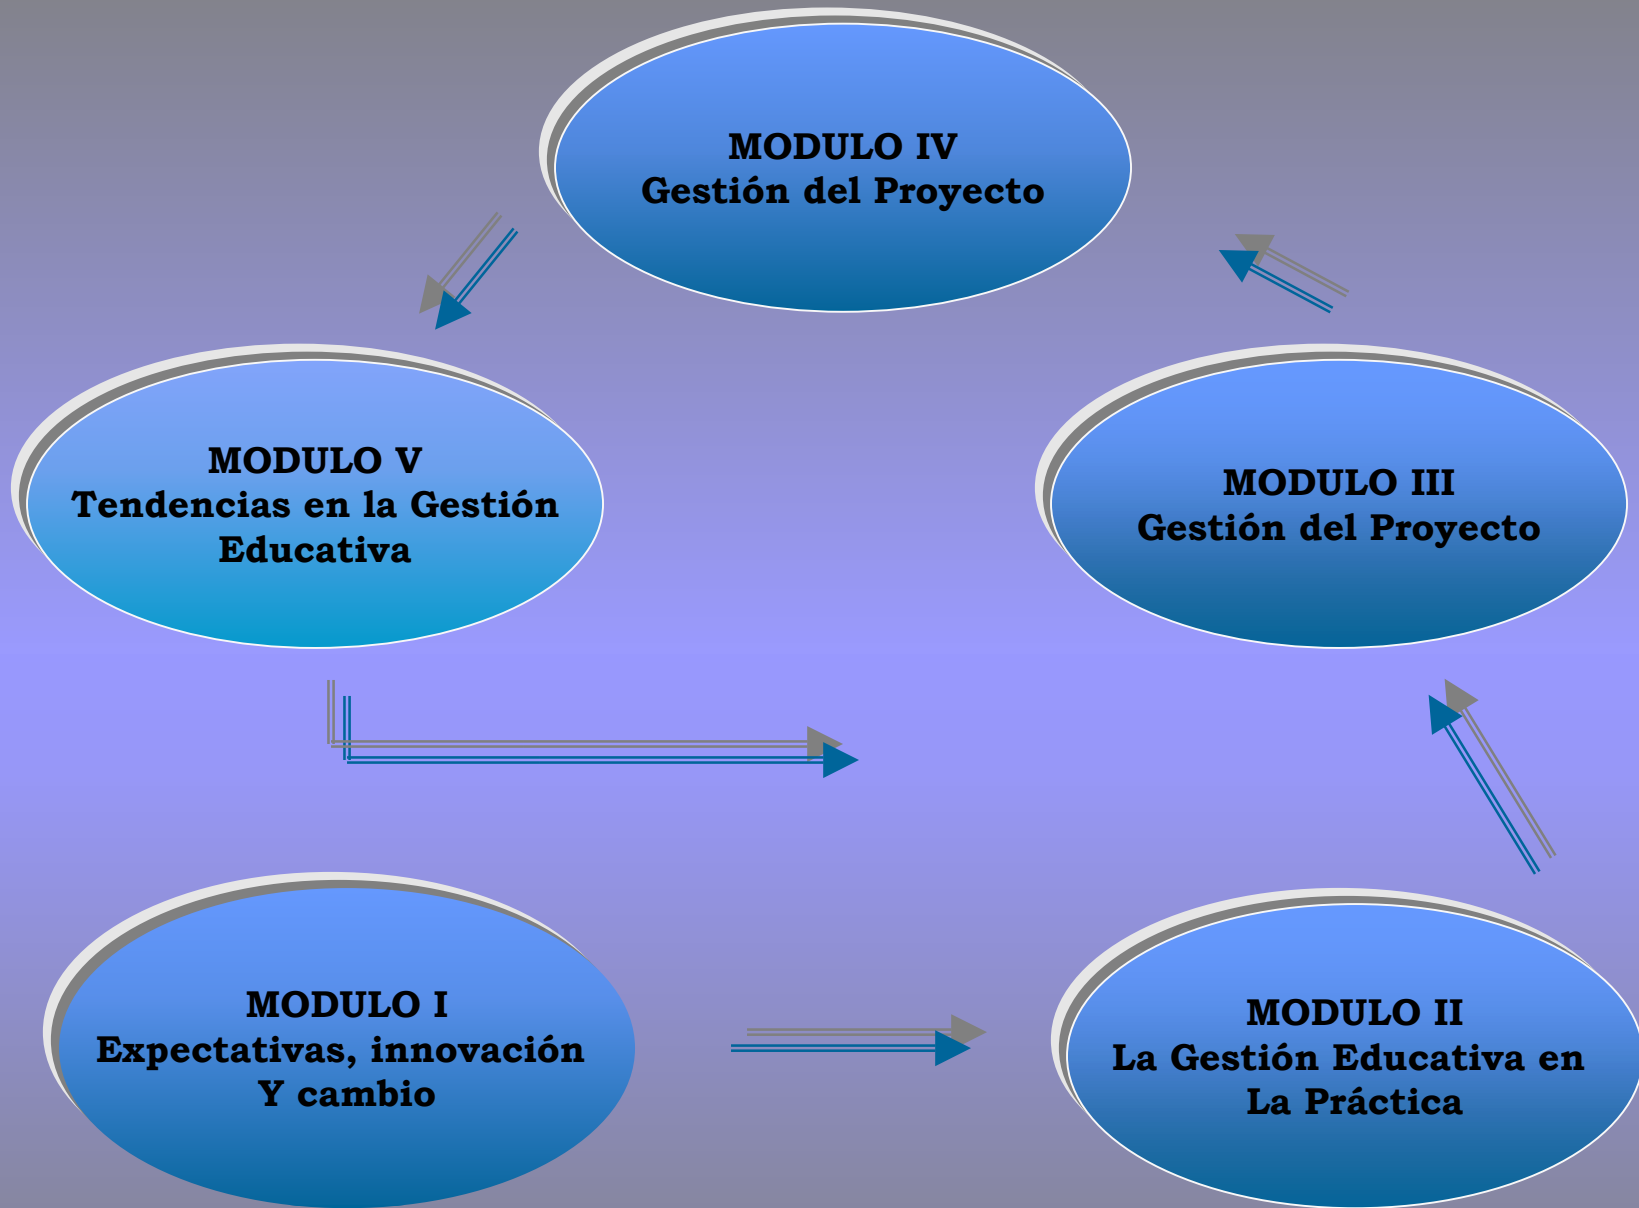 MODULO IV
Gestión del Proyecto
MODULO V
Tendencias en la Gestión
Educativa
MODULO III
Gestión del Proyecto
MODULO I
Expectativas, innovación
Y cambio
MODULO II
La Gestión Educativa en
La Práctica